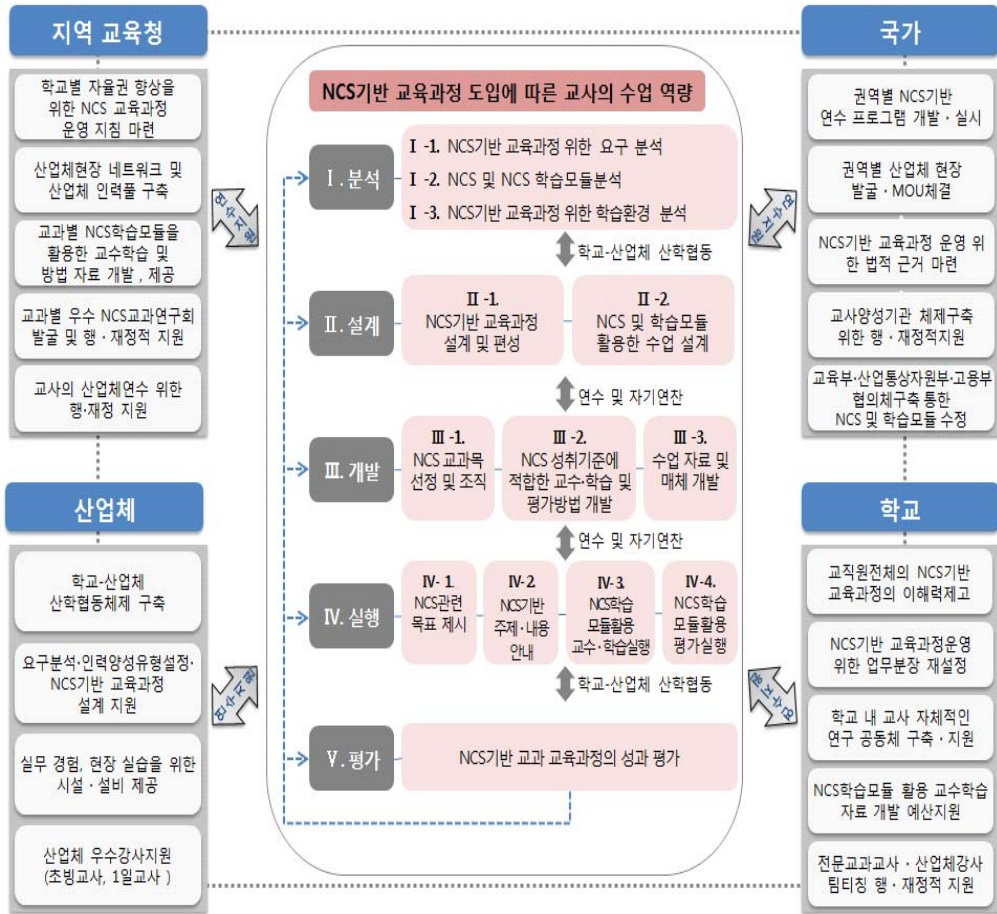 지역 교육청
학교별 자율권 향상을
위한 NCS 교육과정
운영 지침 마련
산업체현장 네트워크 및
산업체 인력풀 구축
교과별 NCS학습모듈을
활용한 교수학습 및
방법 자료 개발 , 제공
교과별 우수 NCS교과연구회
발굴 및 행·재정적 지원
교사의 산업체연수 위한
행·재정 지원
산업체
학교-산업체
산학협동체제 구축
요구분석·인력양성유형설정·
NCS기반 교육과정
설계 지원
실무 경험, 현장 실습을 위한
시설·설비 제공
산업체 우수강사지원
(초빙교사, 1일교사 )
연수지원
연수지원
NCS기반 교육과정 도입에 따른 교사의 수업 역량
Ⅰ.분석
Ⅰ-1. NCS기반 교육과정 위한 요구 분석
Ⅰ-2. NCS 및 NCS 학습모듈분석
Ⅰ-3. NCS기반 교육과정 위한 학습환경 분석
학교-산업체 산학협동
Ⅱ.설계
Ⅱ-1.
NCS기반 교육과정
설계 및 편성
Ⅱ-2.
NCS 및 학습모듈
활용한 수업 설계
연수 및 자기연찬
Ⅲ.개발
Ⅲ-1.
NCS 교과목
선정 및 조직
Ⅲ-2.
NCS 성취기준에
적합한 교수·학습 및
평가방법 개발
Ⅲ-3.
수업 자료 및
매체 개발
연수 및 자기연찬
Ⅳ.실행
Ⅳ-1.
NCS관련
목표 제시
Ⅳ-2.
NCS기반
주제·내용
안내
Ⅳ-3.
NCS학습
모듈활용
교수·학습실행
Ⅳ-4.
NCS학습
모듈활용
평가실행
학교-산업체 산학협동
Ⅴ.평가
NCS기반 교과 교육과정의 성과 평가
연수지원
연수지원
국가
권역별 NCS기반
연수 프로그램 개발·실시
권역별 산업체 현장
발굴·MOU체결
NCS기반 교육과정 운영 위
한 법적 근거 마련
교사양성기관 체제구축
위한 행·재정적지원
교육부·산업통상자원부·고용부
협의체구축 통한
NCS 및 학습모듈 수정
학교
교직원전체의 NCS기반
교육과정의 이해력제고
NCS기반 교육과정운영
위한 업무분장 재설정
학교 내 교사 자체적인
연구 공동체 구축·지원
NCS학습모듈 활용 교수학습
자료 개발 예산지원
전문교과교사·산업체강사
팀티칭 행·재정적 지원